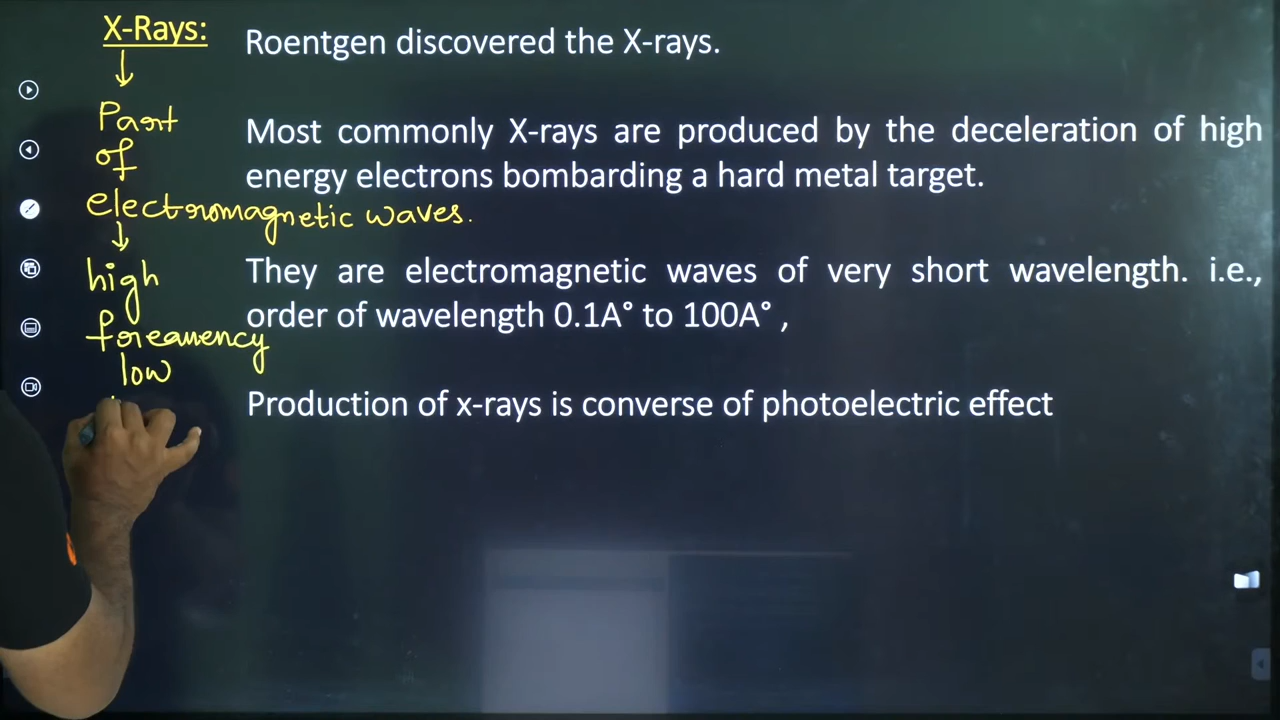 X-Rays:
Roentgen discovered the X-rays.
Part
of
electromagnetic waves.
Most commonly X-rays are produced by the deceleration of high
energy electrons bombarding a hard metal target.
high
They are electromagnetic waves of very short wavelength. i.e.,
order of wavelength 0.1A° to 100A° ,
frequency
low
Production of x-rays is converse of photoelectric effect